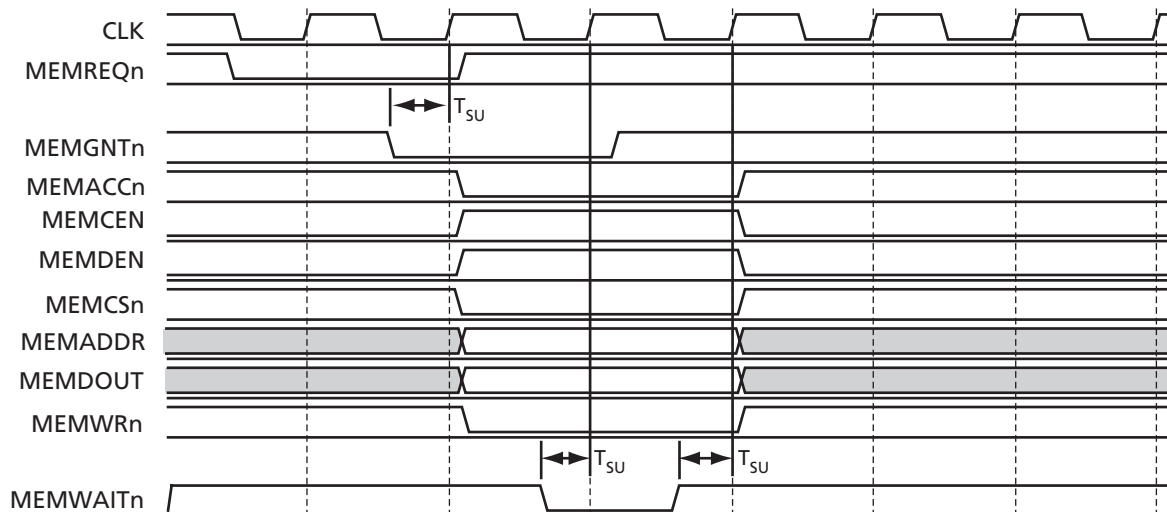 CLK
MEMREQn
T_SU
MEMGNTn
MEMACCn
MEMCEN
MEMDEN
MEMCSn
MEMADDR
MEMDOUT
MEMWRn
T_SU T_SU
MEMWAITn